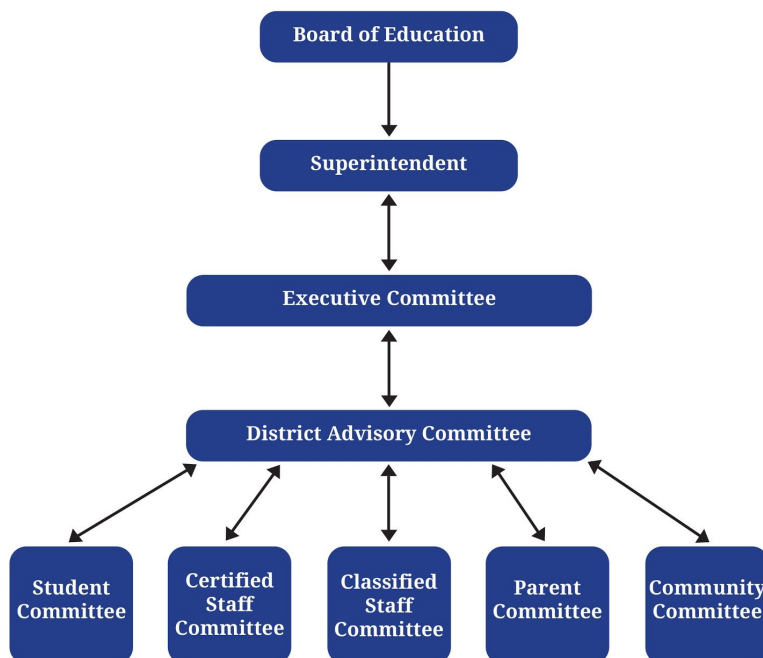 Board of Education
Superintendent
Executive Committee
District Advisory Committee
Student
Committee
Certified
Staff
Committee
Classified
Staff
Committee
Parent
Committee
Community
Committee